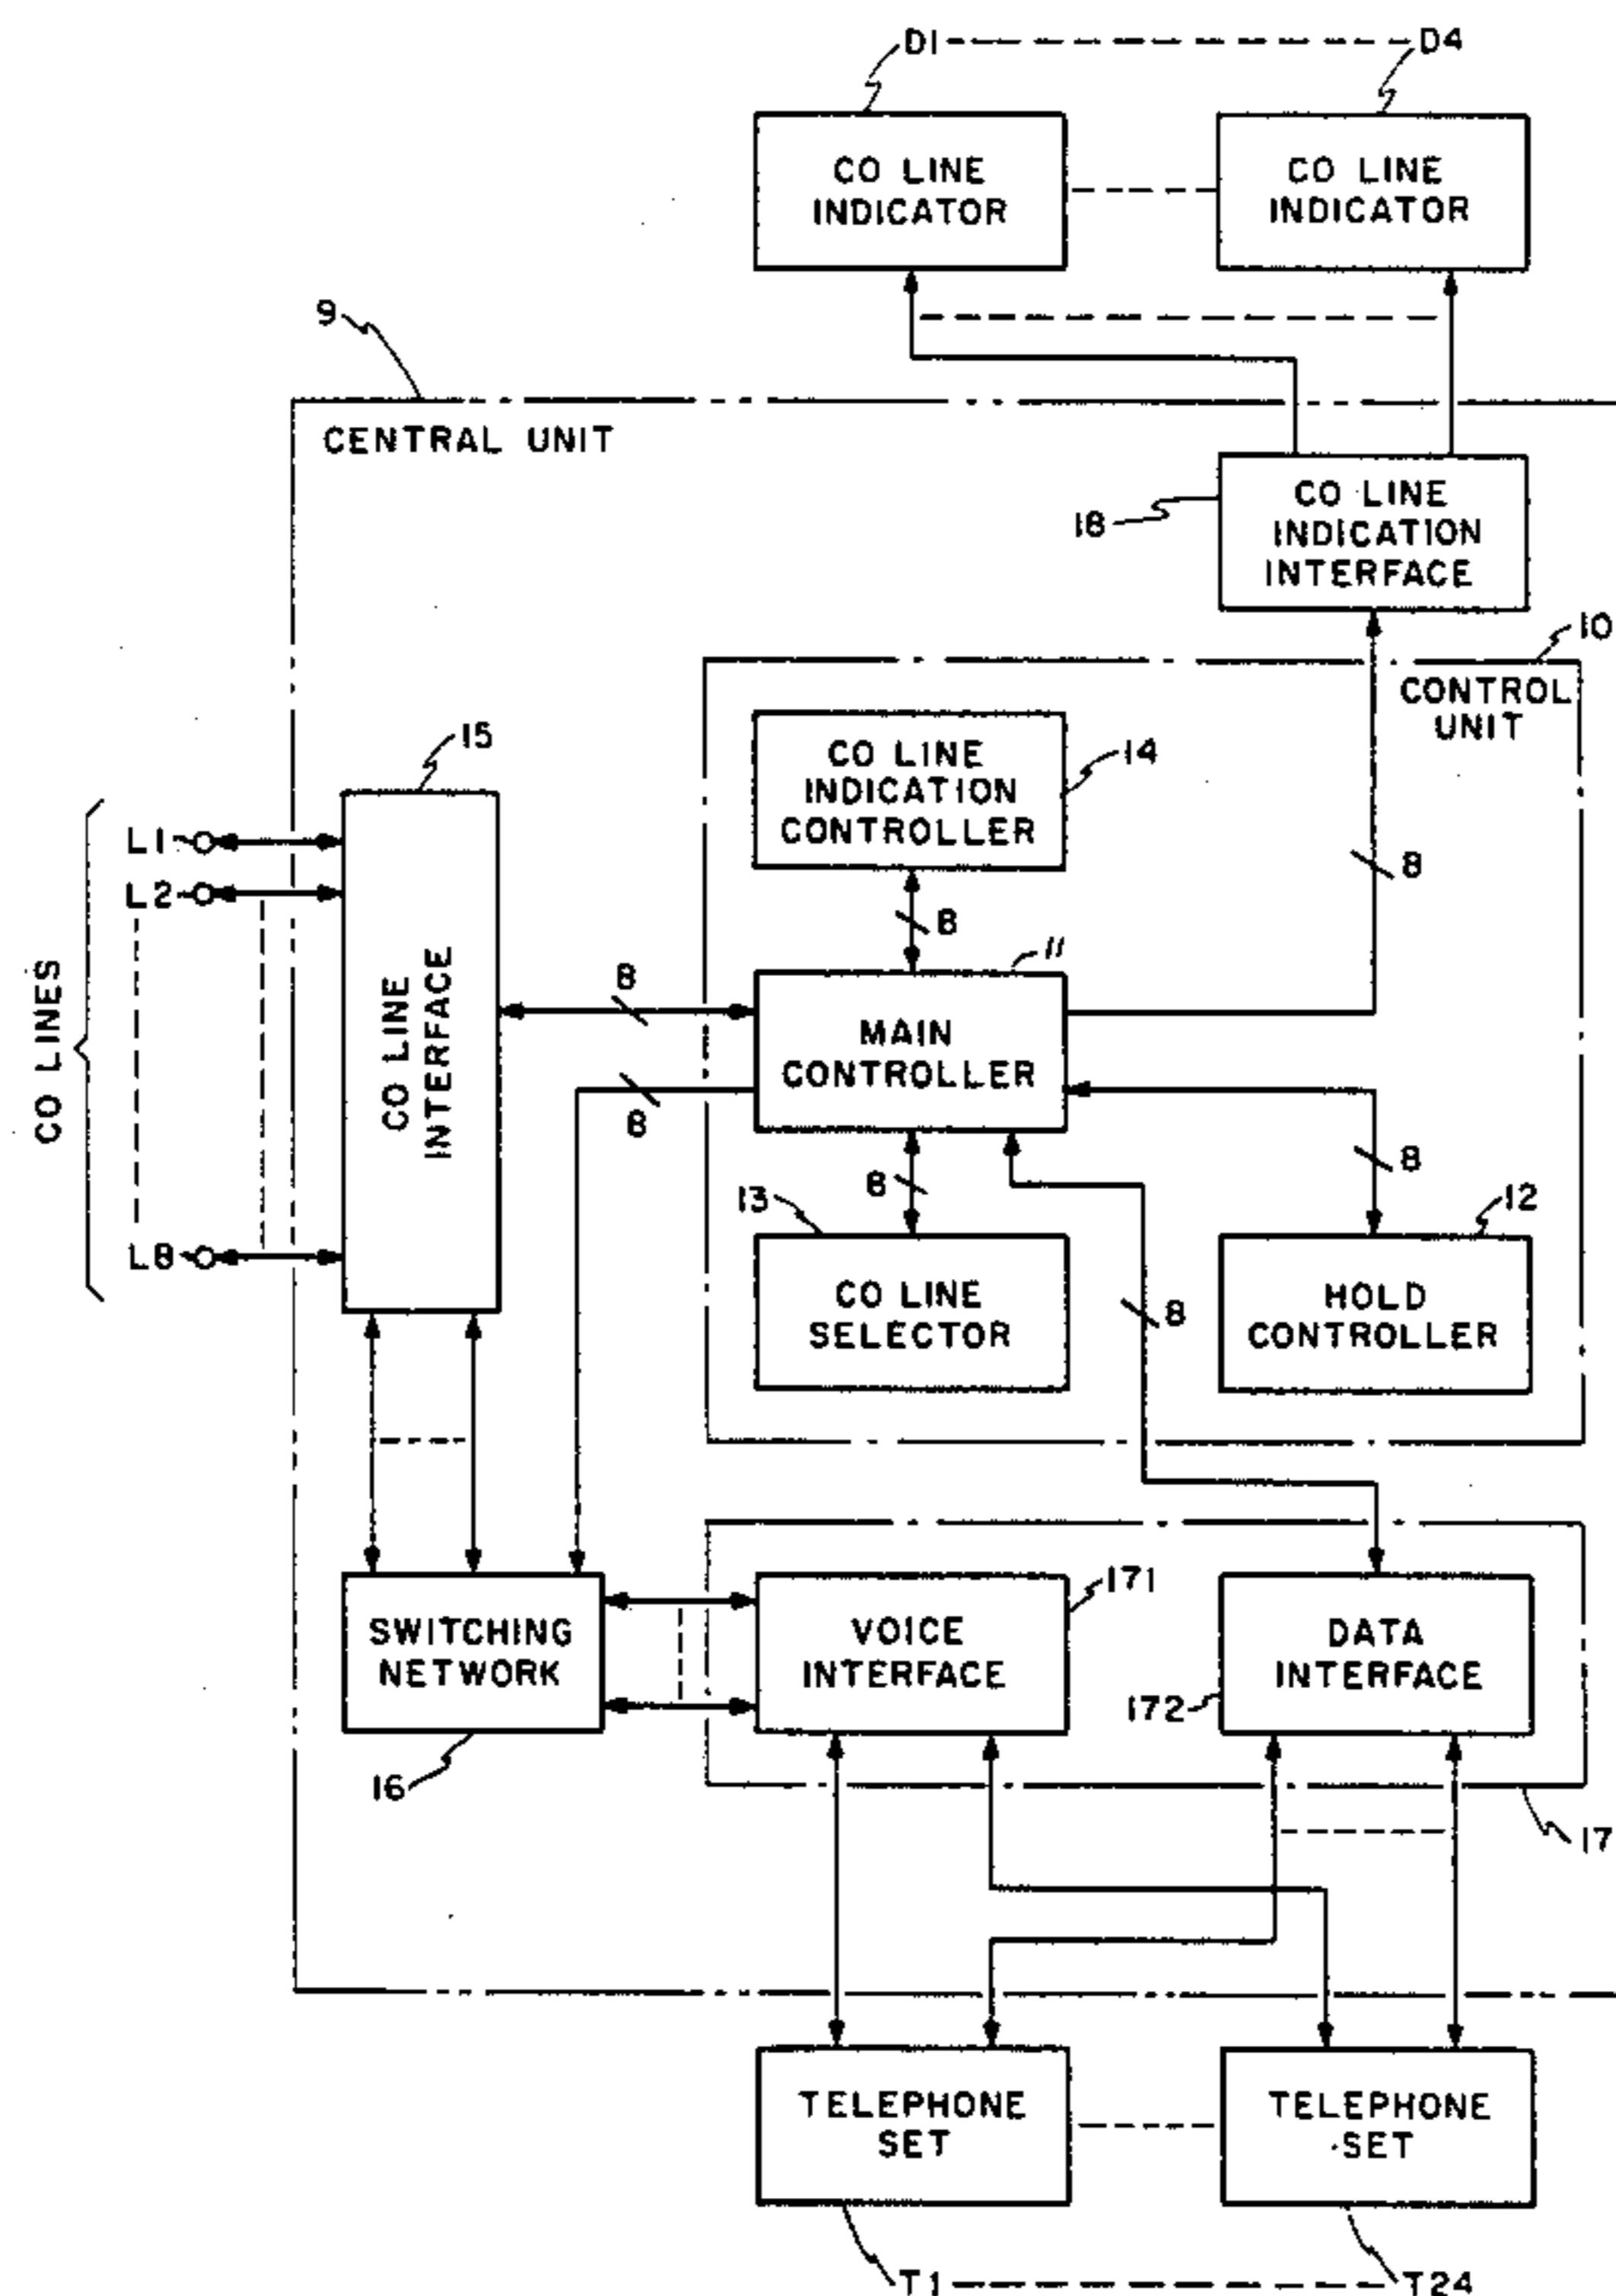 D1 D4
CO LINE
INDICATOR
CO LINE
INDICATOR
9
CENTRAL UNIT
18
CO LINE
INDICATION
INTERFACE
10
CONTROL
UNIT
15
CO LINE
INDICATION
CONTROLLER
14
CO LINES
L1
L2
L8
CO LINE
INTERFACE
8
8
8
11
MAIN
CONTROLLER
8
8
8
8
13
CO LINE
SELECTOR
12
HOLD
CONTROLLER
SWITCHING
NETWORK
16
VOICE
INTERFACE
171
DATA
INTERFACE
172
17
TELEPHONE
SET
TELEPHONE
SET
T1 T24